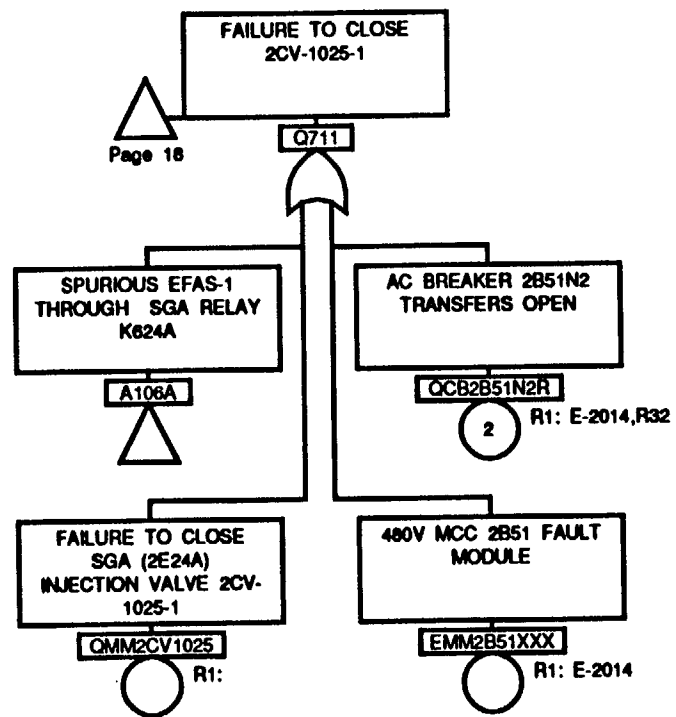 FAILURE TO CLOSE
2CV-1025-1
Page 18
Q711
SPURIOUS EFAS-1
THROUGH SGA RELAY
K624A
A106A
AC BREAKER 2B51N2
TRANSFERS OPEN
QCB2B51N2R
2
R1: E-2014,R32
FAILURE TO CLOSE
SGA (2E24A)
INJECTION VALVE 2CV-
1025-1
QMM2CV1025
R1:
480V MCC 2B51 FAULT
MODULE
EMM2B51XXX
R1: E-2014